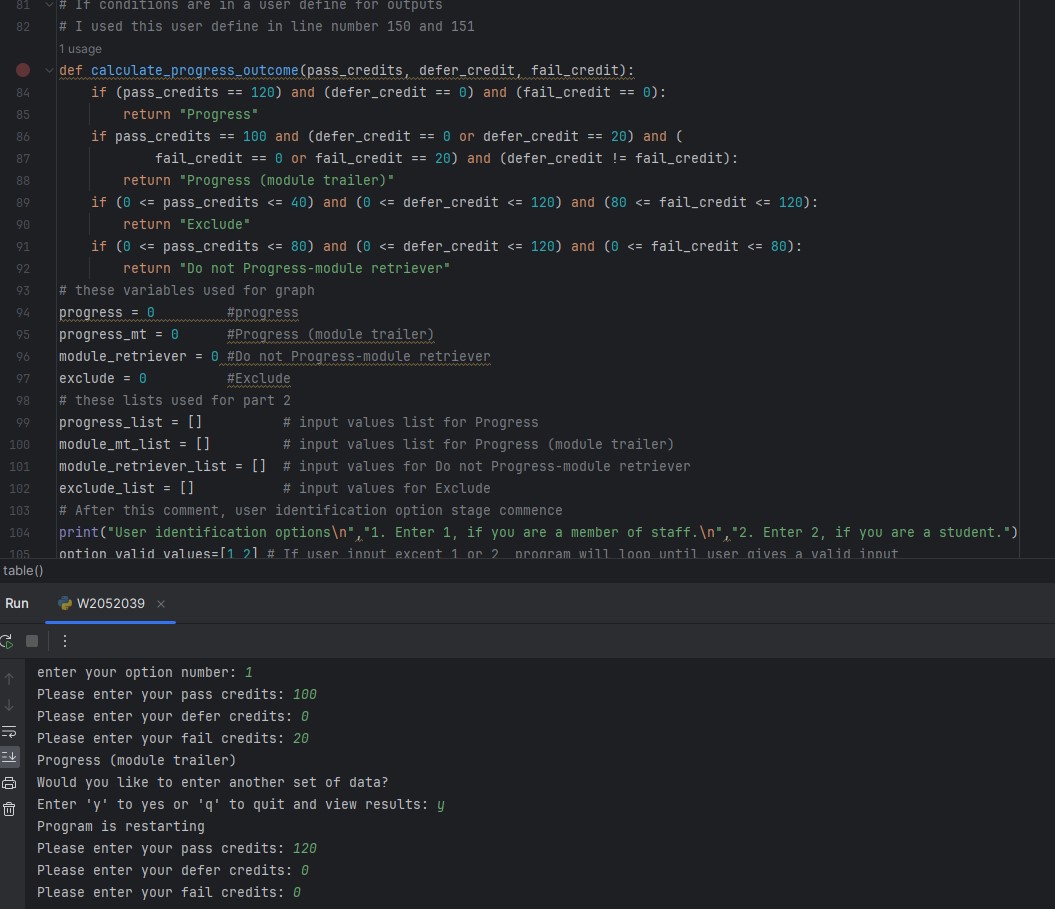 81 # If conditions are in a user define for outputs
82 # I used this user define in line number 150 and 151
1 usage
def calculate_progress_outcome(pass_credits, defer_credit, fail_credit):
84 if (pass_credits == 120) and (defer_credit == 0) and (fail_credit == 0):
85 return "Progress"
86 if pass_credits == 100 and (defer_credit == 0 or defer_credit == 20) and (
87 fail_credit == 0 or fail_credit == 20) and (defer_credit != fail_credit):
88 return "Progress (module trailer)"
89 if (0 <= pass_credits <= 40) and (0 <= defer_credit <= 120) and (80 <= fail_credit <= 120):
90 return "Exclude"
91 if (0 <= pass_credits <= 80) and (0 <= defer_credit <= 120) and (0 <= fail_credit <= 80):
92 return "Do not Progress-module retriever"
93 # these variables used for graph
94 progress = 0 #progress
95 progress_mt = 0 #Progress (module trailer)
96 module_retriever = 0 #Do not Progress-module retriever
97 exclude = 0 #Exclude
98 # these lists used for part 2
99 progress_list = [] # input values list for Progress
100 module_mt_list = [] # input values list for Progress (module trailer)
101 module_retriever_list = [] # input values for Do not Progress-module retriever
102 exclude_list = [] # input values for Exclude
103 # After this comment, user identification option stage commence
104 print("User identification options\n","1. Enter 1, if you are a member of staff.\n","2. Enter 2, if you are a student.")
105 option_valid_values=[1,2] # If user input except 1 or 2, program will loop until user gives a valid input
table()
Run W2052039
enter your option number: 1
Please enter your pass credits: 100
Please enter your defer credits: 0
Please enter your fail credits: 20
Progress (module trailer)
Would you like to enter another set of data?
Enter 'y' to yes or 'q' to quit and view results: y
Program is restarting
Please enter your pass credits: 120
Please enter your defer credits: 0
Please enter your fail credits: 0